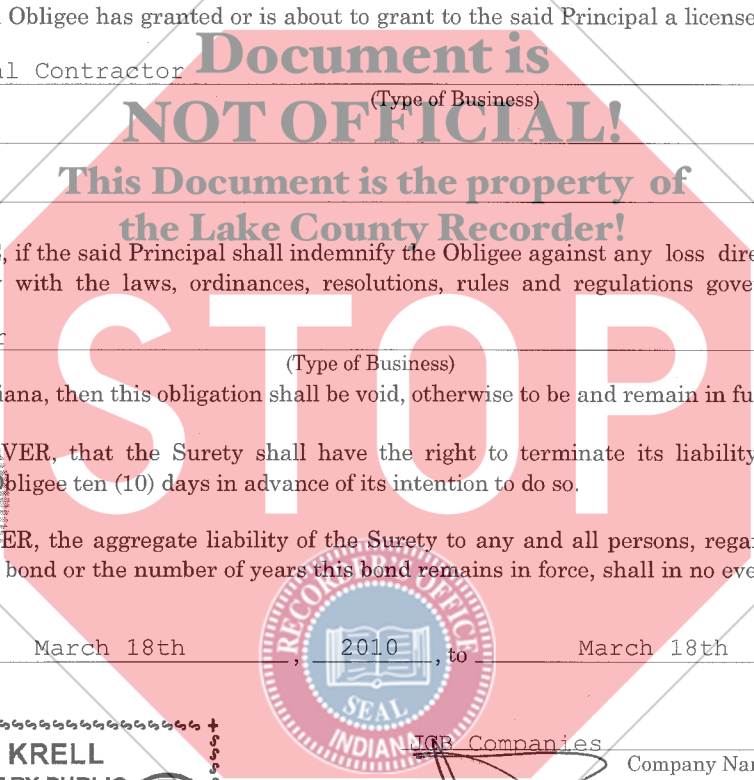 Obligee has granted or is about to grant to the said Principal a license
Document is
al Contractor
(Type of Business)
NOT OFFICIAL!
This Document is the property of
the Lake County Recorder!
, if the said Principal shall indemnify the Obligee against any loss dire
with the laws, ordinances, resolutions, rules and regulations gove
STOP
(Type of Business)
iana, then this obligation shall be void, otherwise to be and remain in fu
VER, that the Surety shall have the right to terminate its liability
bligee ten (10) days in advance of its intention to do so.
ER, the aggregate liability of the Surety to any and all persons, rega
bond or the number of years this bond remains in force, shall in no eve
March 18th , 2010 , to March 18th
RECORDER'S OFFICE
SEAL
INDIANA
JCB Companies
KRELL
Company Na
RY PUBLIC